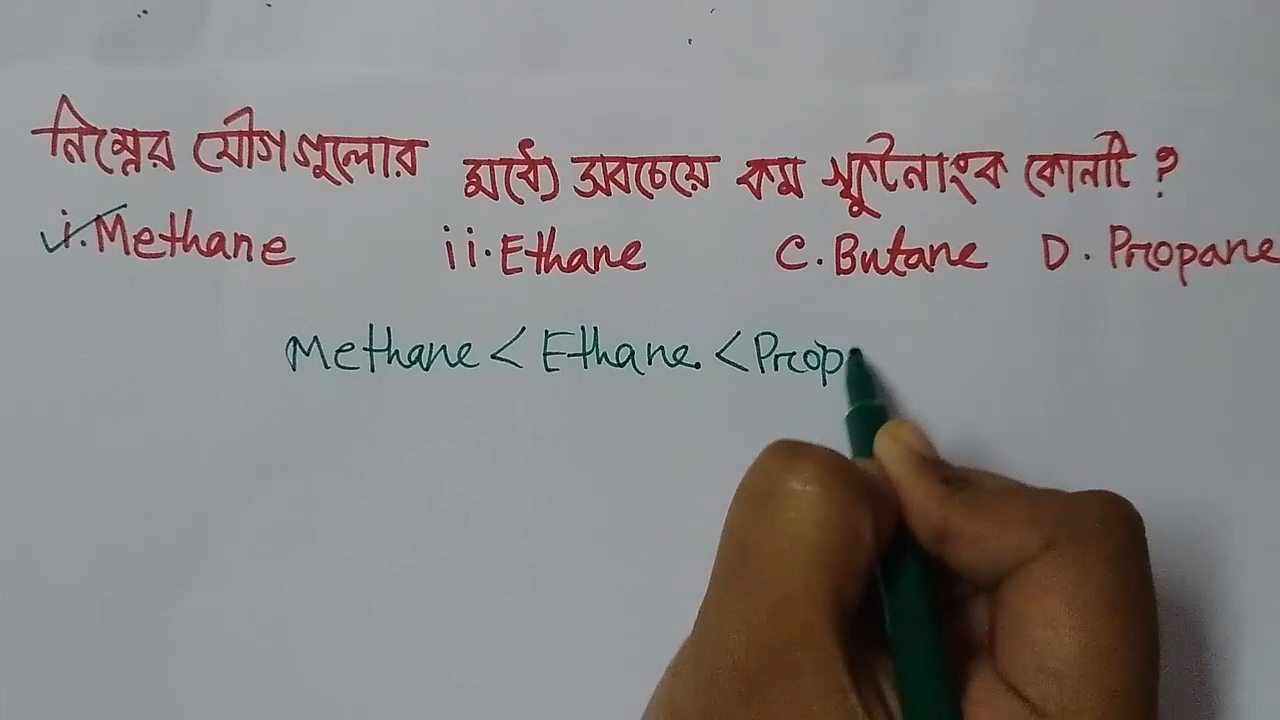 নিম্নের যৌগগুলোর মধ্যে সবচেয়ে কম স্ফুটনাংক কোনটি ?
i. Methane ii. Ethane C. Butane D. Propane
Methane < Ethane < Prop